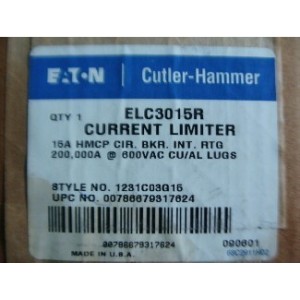 EATON Cutler-Hammer
QTY 1 ELC3015R
CURRENT LIMITER
15A HMCP CIR. BKR. INT. RTG
200,000A @ 600VAC CU/AL LUGS
STYLE NO. 1231C03G15
UPC NO. 00786679317624
00786679317624 090601
MADE IN U.S.A.